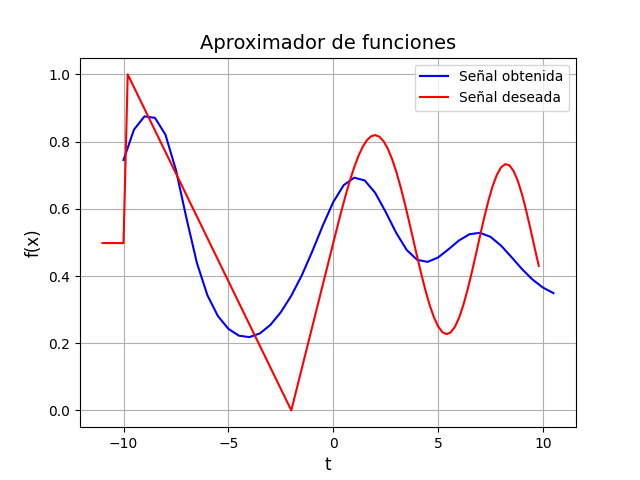 Aproximador de funciones
Señal obtenida
Señal deseada
f(x)
1.0
0.8
0.6
0.4
0.2
0.0
−10
−5
0
5
10
t